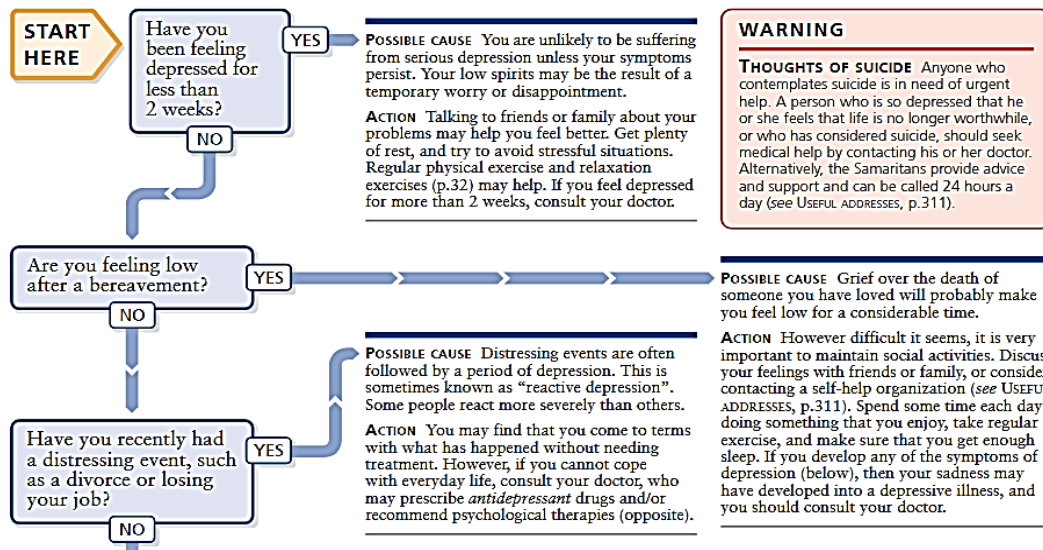 START
HERE
Have you
been feeling
depressed for
less than
2 weeks?
YES
NO
POSSIBLE CAUSE You are unlikely to be suffering
from serious depression unless your symptoms
persist. Your low spirits may be the result of a
temporary worry or disappointment.
ACTION Talking to friends or family about your
problems may help you feel better. Get plenty
of rest, and try to avoid stressful situations.
Regular physical exercise and relaxation
exercises (p.32) may help. If you feel depressed
for more than 2 weeks, consult your doctor.
WARNING
THOUGHTS OF SUICIDE Anyone who
contemplates suicide is in need of urgent
help. A person who is so depressed that he
or she feels that life is no longer worthwhile,
or who has considered suicide, should seek
medical help by contacting his or her doctor.
Alternatively, the Samaritans provide advice
and support and can be called 24 hours a
day (see USEFUL ADDRESSES, p.311).
Are you feeling low
after a bereavement?
YES
NO
POSSIBLE CAUSE Grief over the death of
someone you have loved will probably make
you feel low for a considerable time.
ACTION However difficult it seems, it is very
important to maintain social activities. Discus
your feelings with friends or family, or conside
contacting a self-help organization (see USEFU
ADDRESSES, p.311). Spend some time each day
doing something that you enjoy, take regular
exercise, and make sure that you get enough
sleep. If you develop any of the symptoms of
depression (below), then your sadness may
have developed into a depressive illness, and
you should consult your doctor.
Have you recently had
a distressing event, such
as a divorce or losing
your job?
YES
NO
POSSIBLE CAUSE Distressing events are often
followed by a period of depression. This is
sometimes known as “reactive depression”.
Some people react more severely than others.
ACTION You may find that you come to terms
with what has happened without needing
treatment. However, if you cannot cope
with everyday life, consult your doctor, who
may prescribe antidepressant drugs and/or
recommend psychological therapies (opposite).